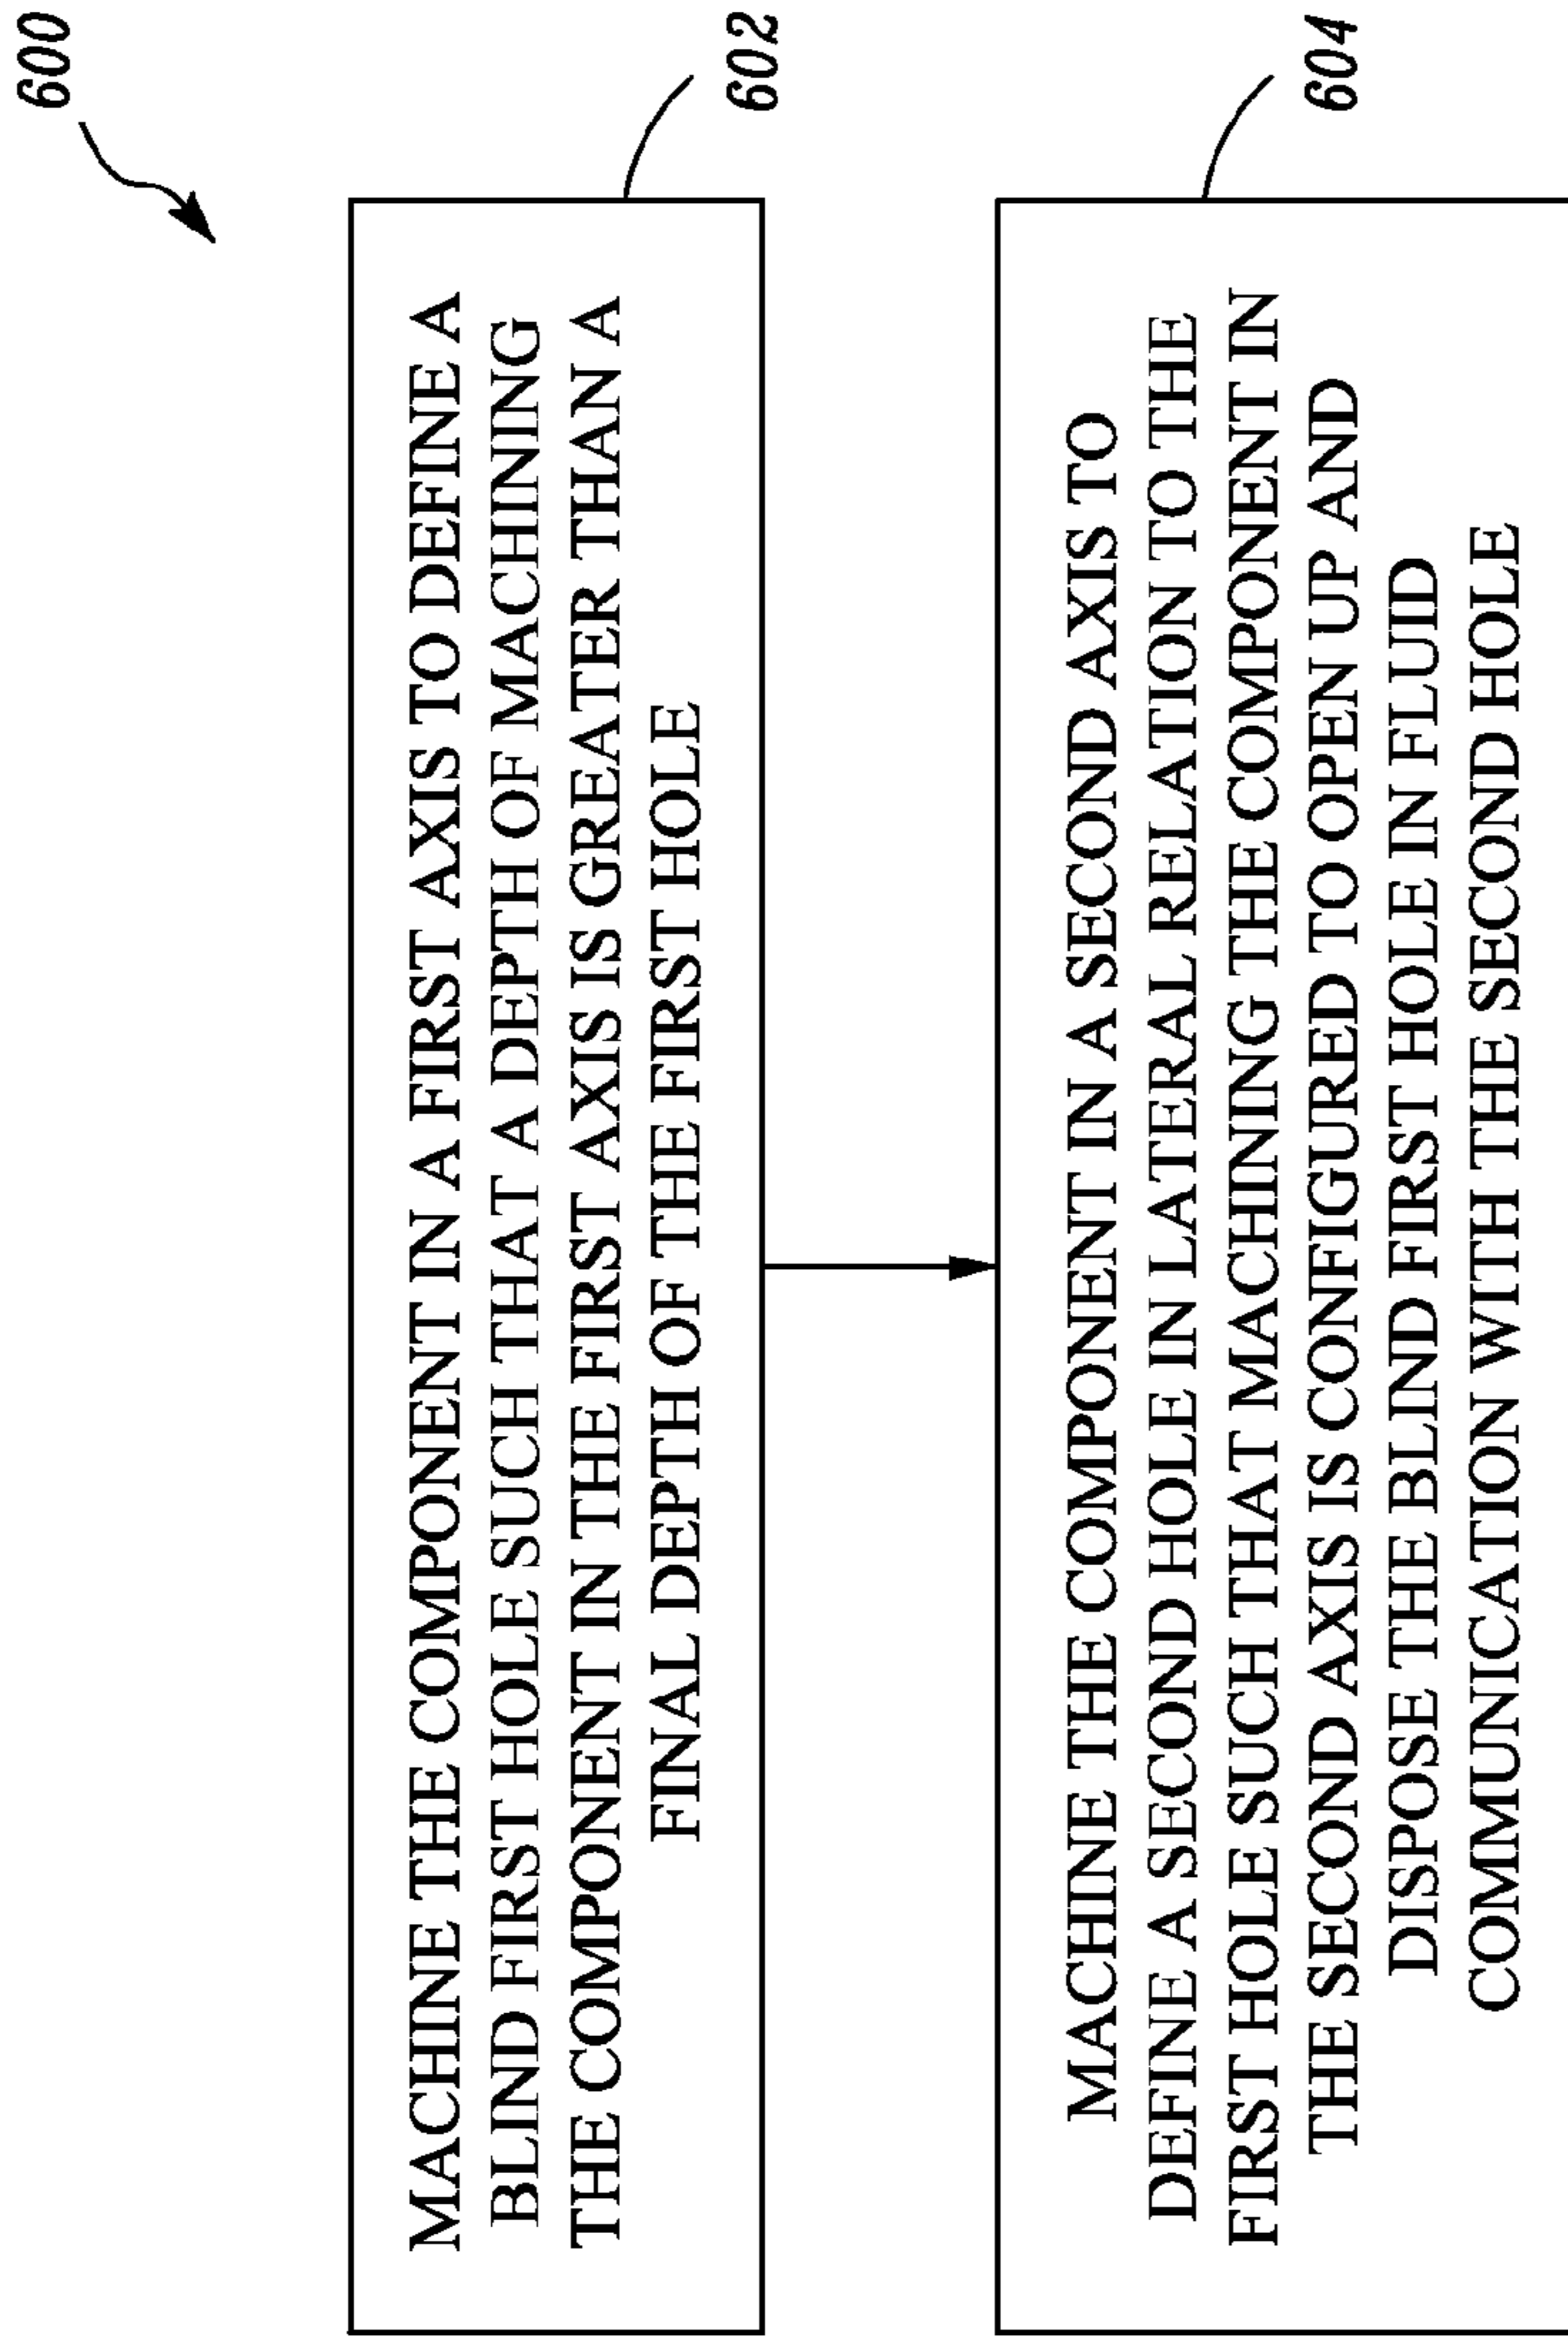 600
MACHINE THE COMPONENT IN A FIRST AXIS TO DEFINE A
BLIND FIRST HOLE SUCH THAT A DEPTH OF MACHINING
THE COMPONENT IN THE FIRST AXIS IS GREATER THAN A
FINAL DEPTH OF THE FIRST HOLE
602
MACHINE THE COMPONENT IN A SECOND AXIS TO
DEFINE A SECOND HOLE IN LATERAL RELATION TO THE
FIRST HOLE SUCH THAT MACHINING THE COMPONENT IN
THE SECOND AXIS IS CONFIGURED TO OPEN UP AND
DISPOSE THE BLIND FIRST HOLE IN FLUID
COMMUNICATION WITH THE SECOND HOLE
604